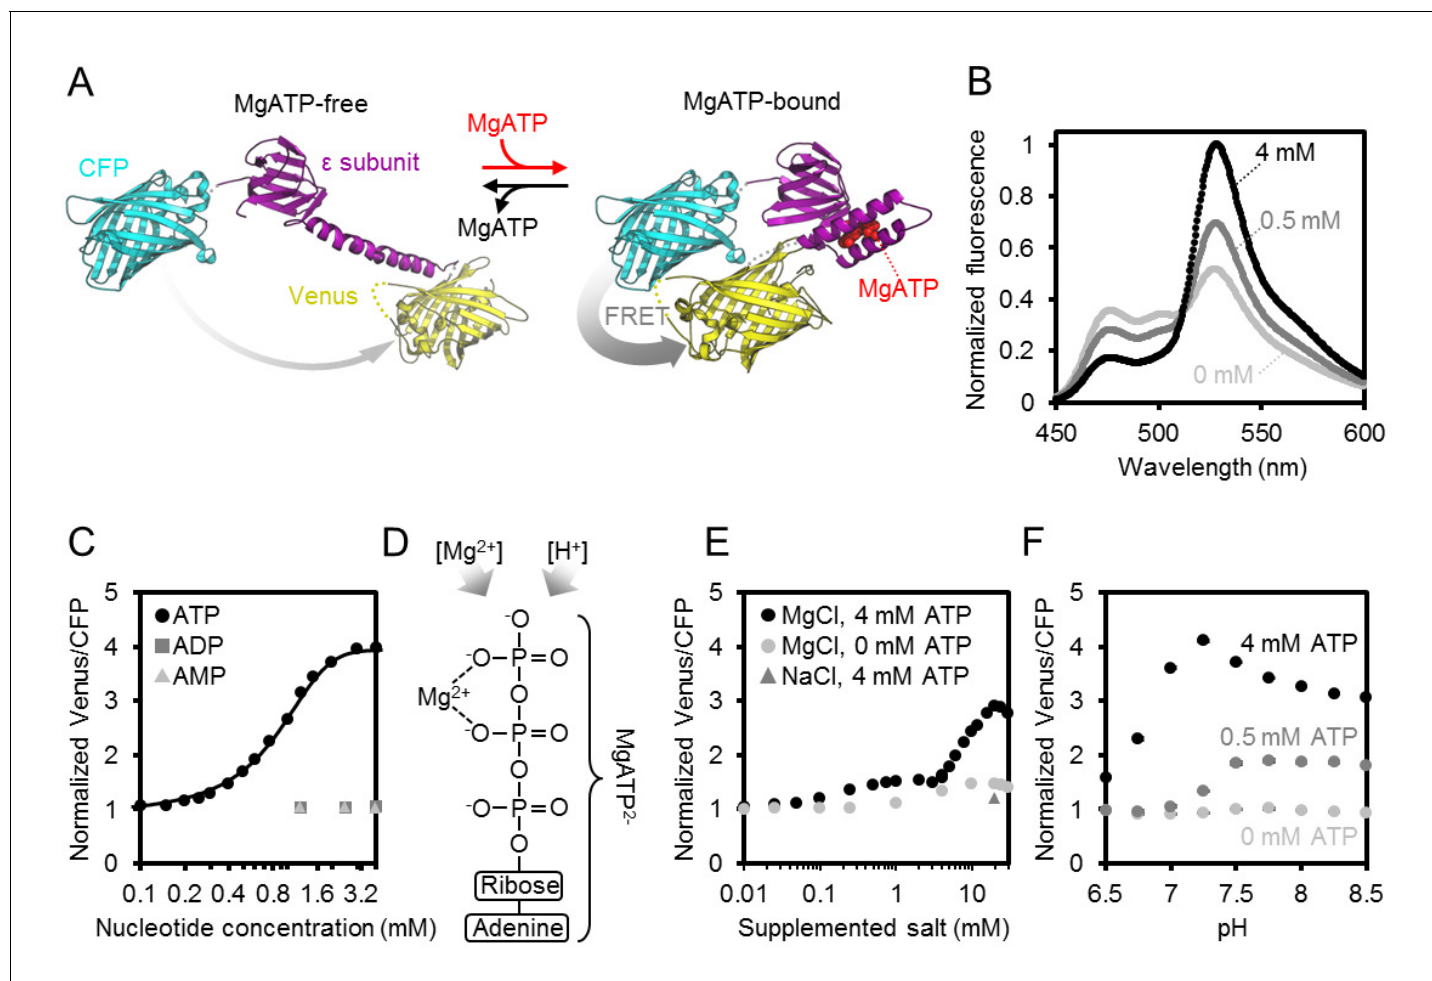 A
MgATP-free
MgATP-bound
MgATP
CFP
ε subunit
MgATP
Venus
FRET
MgATP
B
Normalized fluorescence
1
0.8
0.6
0.4
0.2
0
4 mM
0.5 mM
0 mM
450
500
550
600
Wavelength (nm)
C
Normalized Venus/CFP
5
4
3
2
1
0
ATP
ADP
AMP
0.1
0.2
0.4
0.8
1.6
3.2
Nucleotide concentration (mM)
D
[Mg²⁺]
[H⁺]
⁻O
⁻O–P=O
Mg²⁺
O
⁻O–P=O
O
⁻O–P=O
O
Ribose
Adenine
MgATP²⁻
E
Normalized Venus/CFP
5
4
3
2
1
0
MgCl, 4 mM ATP
MgCl, 0 mM ATP
NaCl, 4 mM ATP
0.01
0.1
1
10
Supplemented salt (mM)
F
Normalized Venus/CFP
5
4
3
2
1
0
4 mM ATP
0.5 mM ATP
0 mM ATP
6.5
7
7.5
8
8.5
pH